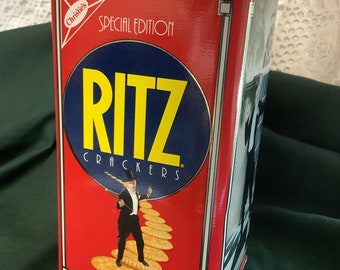 Christie's
SPECIAL EDITION
RITZ
CRACKERS